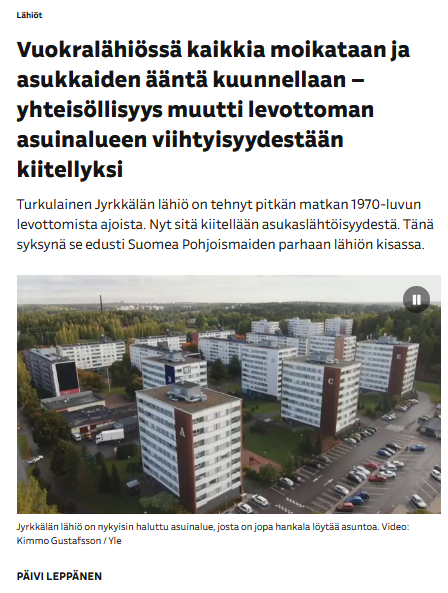 Lähiöt
Vuokralähiössä kaikkia moikataan ja
asukkaiden ääntä kuunnellaan –
yhteisöllisyys muutti levottoman
asuinalueen viihtyisyydestään
kiitellyksi
Turkulainen Jyrkkälän lähiö on tehnyt pitkän matkan 1970-luvun
levottomista ajoista. Nyt sitä kiitellään asukaslähtöisyydestä. Tänä
syksynä se edusti Suomea Pohjoismaiden parhaan lähiön kisassa.
A
C
Jyrkkälän lähiö on nykyisin haluttu asuinalue, josta on jopa hankala löytää asuntoa. Video:
Kimmo Gustafsson / Yle
PÄIVI LEPPÄNEN